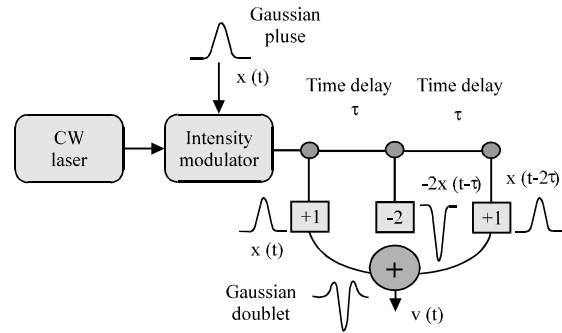 Gaussian
pluse
x (t)
Time delay
τ
Time delay
τ
CW
laser
Intensity
modulator
-2x (t-τ)
x (t-2τ)
+1
-2
+1
x (t)
+
Gaussian
doublet
v (t)